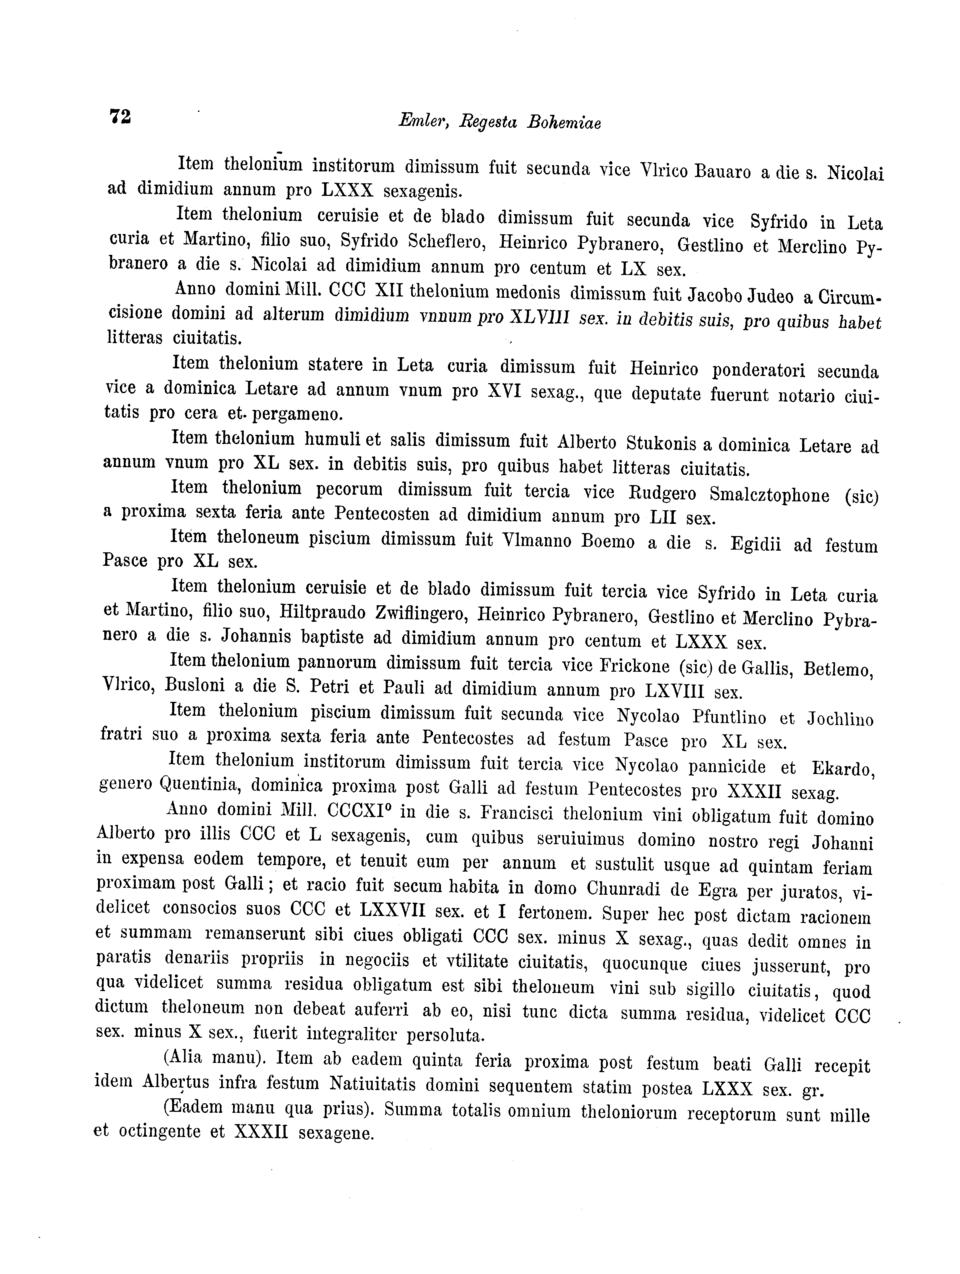 72
Emler, Regesta Bohemiae
Item thelonium institorum dimissum fuit secunda vice Vlrico Bauaro a die s. Nicolai
ad dimidium annum pro LXXX sexagenis.
Item thelonium ceruisie et de blado dimissum fuit secunda vice Syfrido in Leta
curia et Martino, filio suo, Syfrido Scheflero, Heinrico Pybranero, Gestlino et Merclino Py-
branero a die s. Nicolai ad dimidium annum pro centum et LX sex.
Anno domini Mill. CCC XII thelonium medonis dimissum fuit Jacobo Judeo a Circum-
cisione domini ad alterum dimidium vnnum pro XLVIII sex. in debitis suis, pro quibus habet
litteras ciuitatis.
Item thelonium statere in Leta curia dimissum fuit Heinrico ponderatori secunda
vice a dominica Letare ad annum vnum pro XVI sexag., que deputate fuerunt notario ciui-
tatis pro cera et. pergameno.
Item thelonium humuli et salis dimissum fuit Alberto Stukonis a dominica Letare ad
annum vnum pro XL sex. in debitis suis, pro quibus habet litteras ciuitatis.
Item thelonium pecorum dimissum fuit tercia vice Rudgero Smalcztophone (sic)
a proxima sexta feria ante Pentecosten ad dimidium annum pro LII sex.
Item theloneum piscium dimissum fuit Vlmanno Boemo a die s. Egidii ad festum
Pasce pro XL sex.
Item thelonium ceruisie et de blado dimissum fuit tercia vice Syfrido in Leta curia
et Martino, filio suo, Hiltpraudo Zwiflingero, Heinrico Pybranero, Gestlino et Merclino Pybra-
nero a die s. Johannis baptiste ad dimidium annum pro centum et LXXX sex.
Item thelonium pannorum dimissum fuit tercia vice Frickone (sic) de Gallis, Betlemo,
Vlrico, Busloni a die S. Petri et Pauli ad dimidium annum pro LXVIII sex.
Item thelonium piscium dimissum fuit secunda vice Nycolao Pfuntlino et Jochlino
fratri suo a proxima sexta feria ante Pentecostes ad festum Pasce pro XL sex.
Item thelonium institorum dimissum fuit tercia vice Nycolao pannicide et Ekardo,
genero Quentinia, dominica proxima post Galli ad festum Pentecostes pro XXXII sexag.
Anno domini Mill. CCCXI⁰ in die s. Francisci thelonium vini obligatum fuit domino
Alberto pro illis CCC et L sexagenis, cum quibus seruiuimus domino nostro regi Johanni
in expensa eodem tempore, et tenuit eum per annum et sustulit usque ad quintam feriam
proximam post Galli; et racio fuit secum habita in domo Chunradi de Egra per juratos, vi-
delicet consocios suos CCC et LXXVII sex. et I fertonem. Super hec post dictam racionem
et summam remanserunt sibi ciues obligati CCC sex. minus X sexag., quas dedit omnes in
paratis denariis propriis in negociis et vtilitate ciuitatis, quocunque ciues jusserunt, pro
qua videlicet summa residua obligatum est sibi theloneum vini sub sigillo ciuitatis, quod
dictum theloneum non debeat auferri ab eo, nisi tunc dicta summa residua, videlicet CCC
sex. minus X sex., fuerit integraliter persoluta.
(Alia manu). Item ab eadem quinta feria proxima post festum beati Galli recepit
idem Albertus infra festum Natiuitatis domini sequentem statim postea LXXX sex. gr.
(Eadem manu qua prius). Summa totalis omnium theloniorum receptorum sunt mille
et octingente et XXXII sexagene.